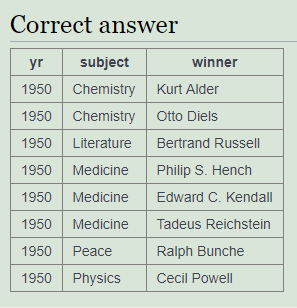 Correct answer
yr subject winner
1950 Chemistry Kurt Alder
1950 Chemistry Otto Diels
1950 Literature Bertrand Russell
1950 Medicine Philip S. Hench
1950 Medicine Edward C. Kendall
1950 Medicine Tadeus Reichstein
1950 Peace Ralph Bunche
1950 Physics Cecil Powell